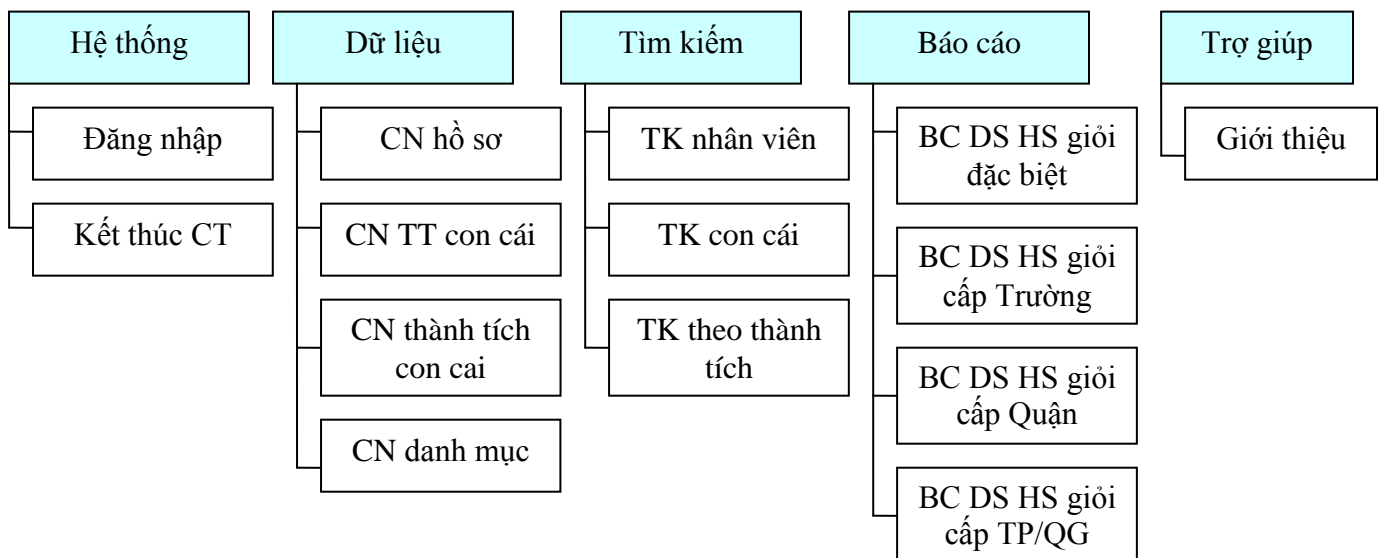 Hệ thống
Đăng nhập
Kết thúc CT
Dữ liệu
CN hồ sơ
CN TT con cái
CN thành tích
con cai
CN danh mục
Tìm kiếm
TK nhân viên
TK con cái
TK theo thành
tích
Báo cáo
BC DS HS giỏi
đặc biệt
BC DS HS giỏi
cấp Trường
BC DS HS giỏi
cấp Quận
BC DS HS giỏi
cấp TP/QG
Trợ giúp
Giới thiệu